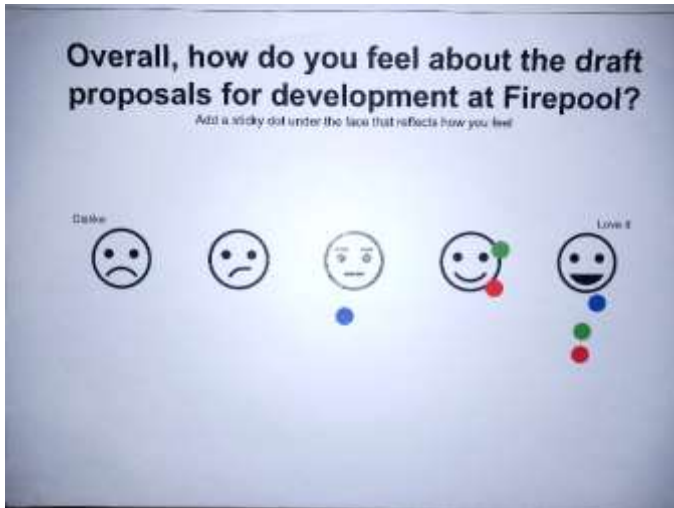 Overall, how do you feel about the draft
proposals for development at Firepool?
Add a sticky dot under the face that reflects how you feel
Dislike
Love it